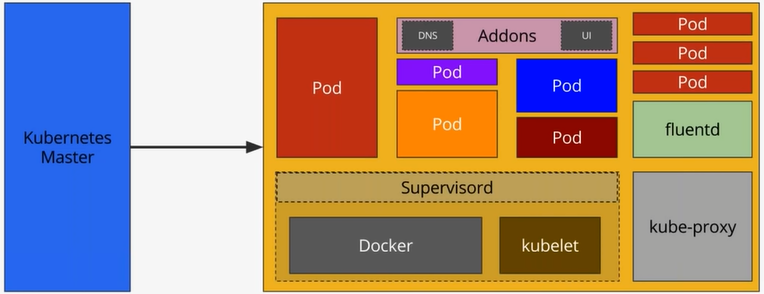 Kubernetes
Master
Pod
DNS
Addons
UI
Pod
Pod
Pod
Pod
Pod
Pod
Pod
fluentd
Supervisord
Docker
kubelet
kube-proxy